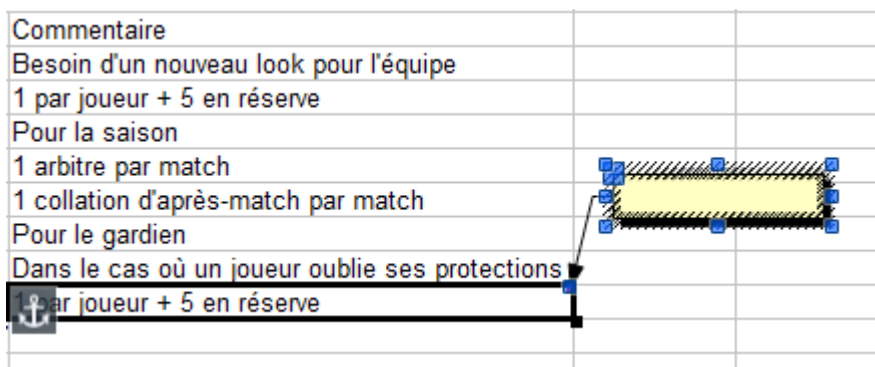 Commentaire
Besoin d'un nouveau look pour l'équipe
1 par joueur + 5 en réserve
Pour la saison
1 arbitre par match
1 collation d'après-match par match
Pour le gardien
Dans le cas où un joueur oublie ses protections
1 par joueur + 5 en réserve